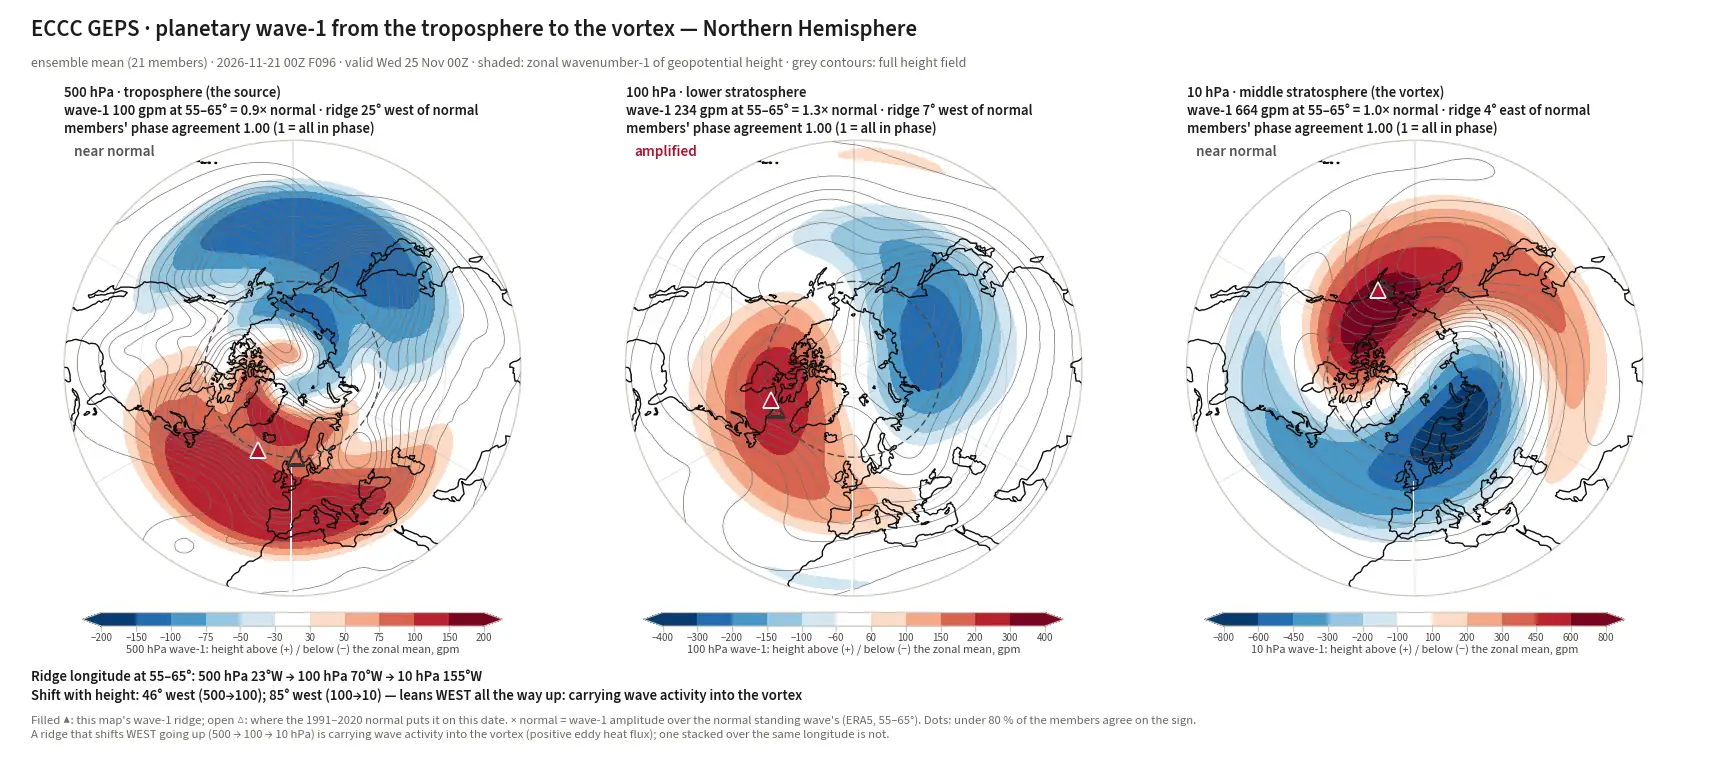 ECCC GEPS · planetary wave-1 from the troposphere to the vortex — Northern Hemisphere
ensemble mean (21 members) · 2026-11-21 00Z F096 · valid Wed 25 Nov 00Z · shaded: zonal wavenumber-1 of geopotential height · grey contours: full height field
500 hPa · troposphere (the source)
wave-1 100 gpm at 55–65° = 0.9× normal · ridge 25° west of normal
members' phase agreement 1.00 (1 = all in phase)
near normal
100 hPa · lower stratosphere
wave-1 234 gpm at 55–65° = 1.3× normal · ridge 7° west of normal
members' phase agreement 1.00 (1 = all in phase)
amplified
10 hPa · middle stratosphere (the vortex)
wave-1 664 gpm at 55–65° = 1.0× normal · ridge 4° east of normal
members' phase agreement 1.00 (1 = all in phase)
near normal
−200 −150 −100 −75 −50 −30 30 50 75 100 150 200
500 hPa wave-1: height above (+) / below (−) the zonal mean, gpm
−400 −300 −200 −150 −100 −60 60 100 150 200 300 400
100 hPa wave-1: height above (+) / below (−) the zonal mean, gpm
−800 −600 −450 −300 −200 −100 100 200 300 450 600 800
10 hPa wave-1: height above (+) / below (−) the zonal mean, gpm
Ridge longitude at 55–65°: 500 hPa 23°W → 100 hPa 70°W → 10 hPa 155°W
Shift with height: 46° west (500→100); 85° west (100→10) — leans WEST all the way up: carrying wave activity into the vortex
Filled ▲: this map's wave-1 ridge; open △: where the 1991–2020 normal puts it on this date. × normal = wave-1 amplitude over the normal standing wave's (ERA5, 55–65°). Dots: under 80 % of the members agree on the sign.
A ridge that shifts WEST going up (500 → 100 → 10 hPa) is carrying wave activity into the vortex (positive eddy heat flux); one stacked over the same longitude is not.